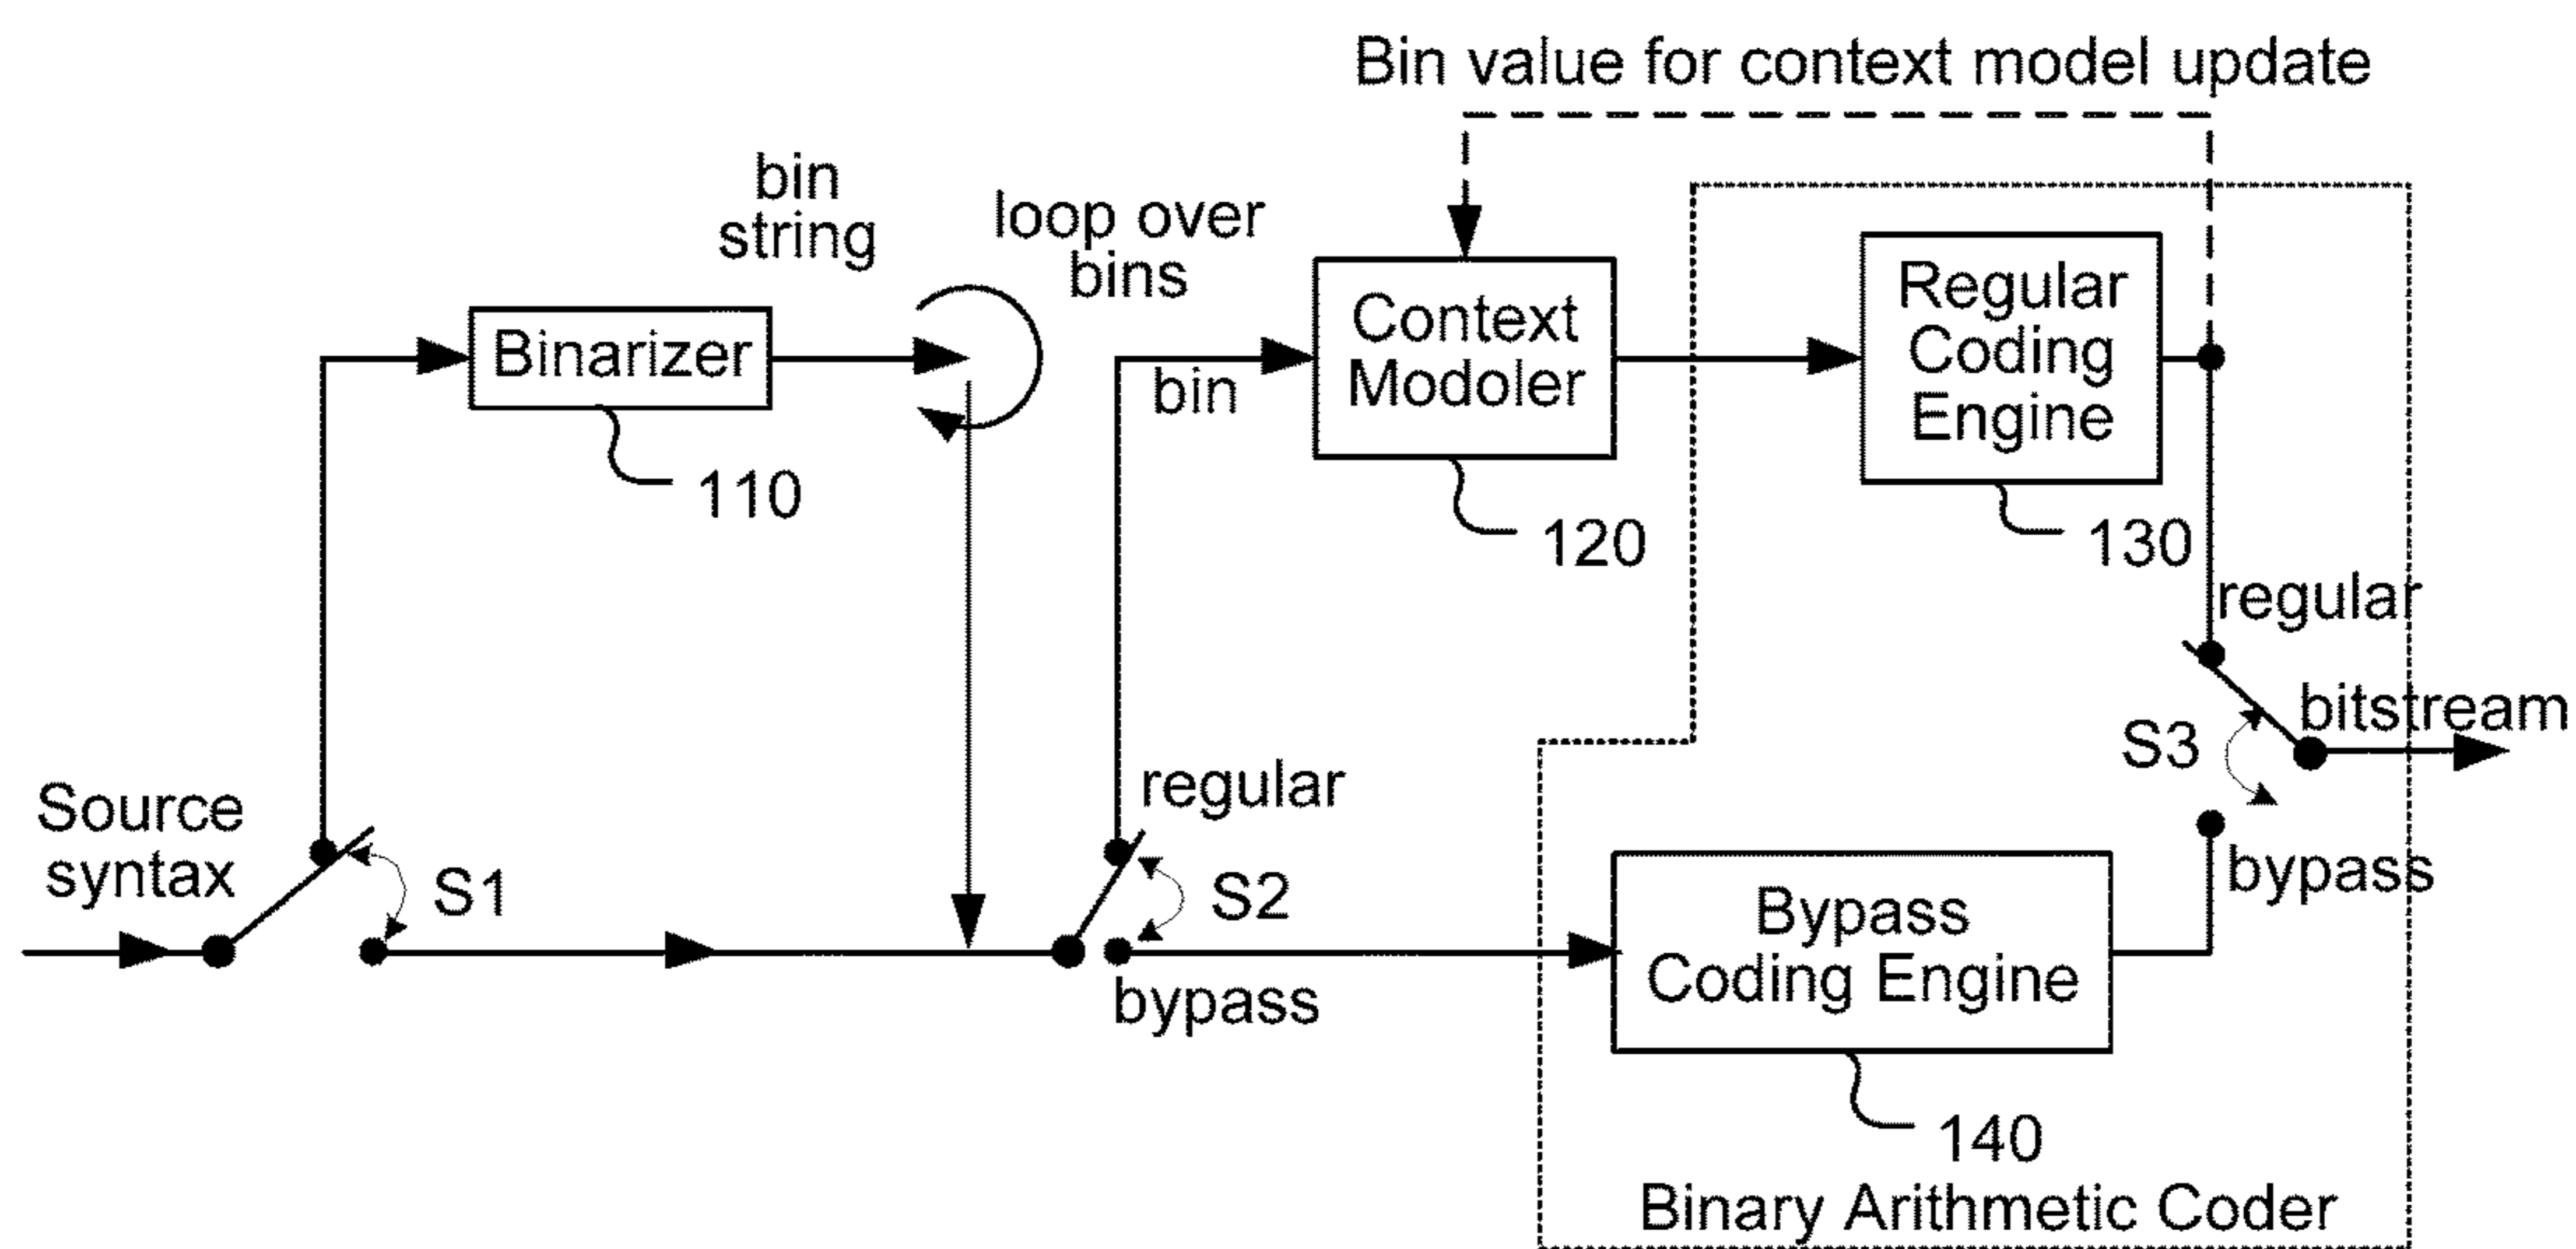 Bin value for context model update
bin
string
loop over
bins
Binarizer
110
bin
Context
Modoler
120
Regular
Coding
Engine
130
regular
Source
syntax
S1
regular
S2
bypass
S3
bitstream
bypass
Bypass
Coding Engine
140
Binary Arithmetic Coder